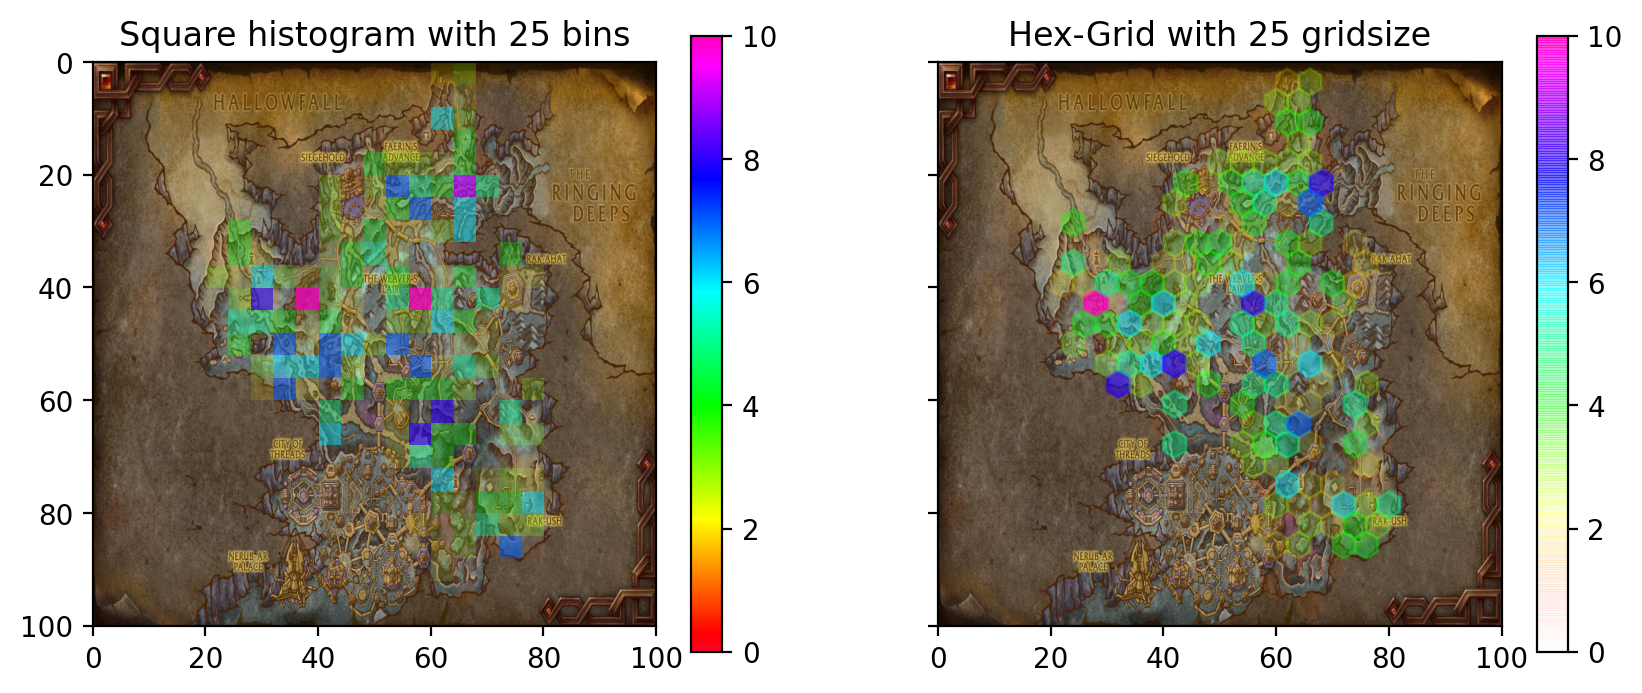 Square histogram with 25 bins
0
20
40
60
80
100
0
20
40
60
80
100
HALLOWFALL
SIEGEHOLD
FAERIN'S
ADVANCE
THE
RINGING
DEEPS
RAK-AHAT
THE WEAVER'S
LAIR
CITY OF
THREADS
RAK-USH
NERUB-AR
PALACE
10
8
6
4
2
0
Hex-Grid with 25 gridsize
0
20
40
60
80
100
HALLOWFALL
SIEGEHOLD
FAERIN'S
ADVANCE
THE
RINGING
DEEPS
RAK-AHAT
THE WEAVER'S
LAIR
CITY OF
THREADS
RAK-USH
NERUB-AR
PALACE
10
8
6
4
2
0